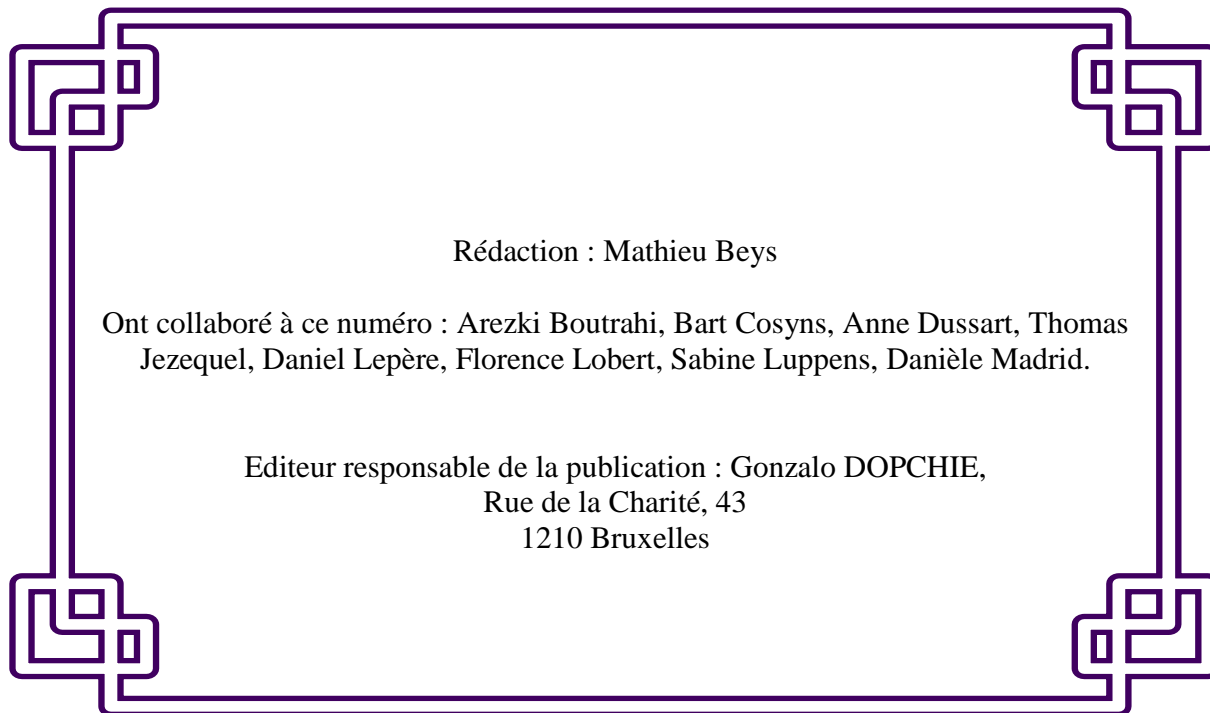 Rédaction : Mathieu Beys
Ont collaboré à ce numéro : Arezki Boutrahi, Bart Cosyns, Anne Dussart, Thomas
Jezequel, Daniel Lepère, Florence Lobert, Sabine Luppens, Danièle Madrid.
Editeur responsable de la publication : Gonzalo DOPCHIE,
Rue de la Charité, 43
1210 Bruxelles